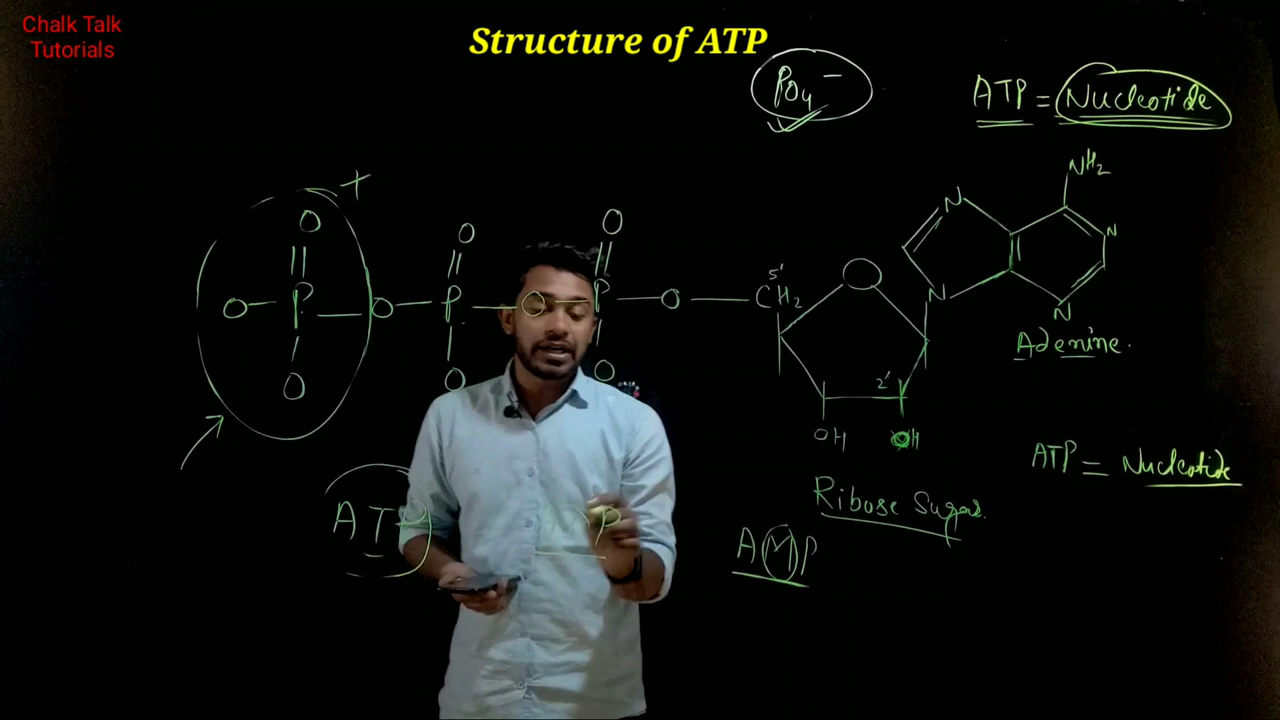 Chalk Talk
Tutorials
Structure of ATP
PO4 −
ATP = Nucleotide
NH2
N
N
N
N
Adenine.
+
O
O
O
O P O P O P O 5' CH2
O
O
O
O
2'
OH OH
Ribose Sugar.
ATP = Nucleotide
ATP
P
AMP